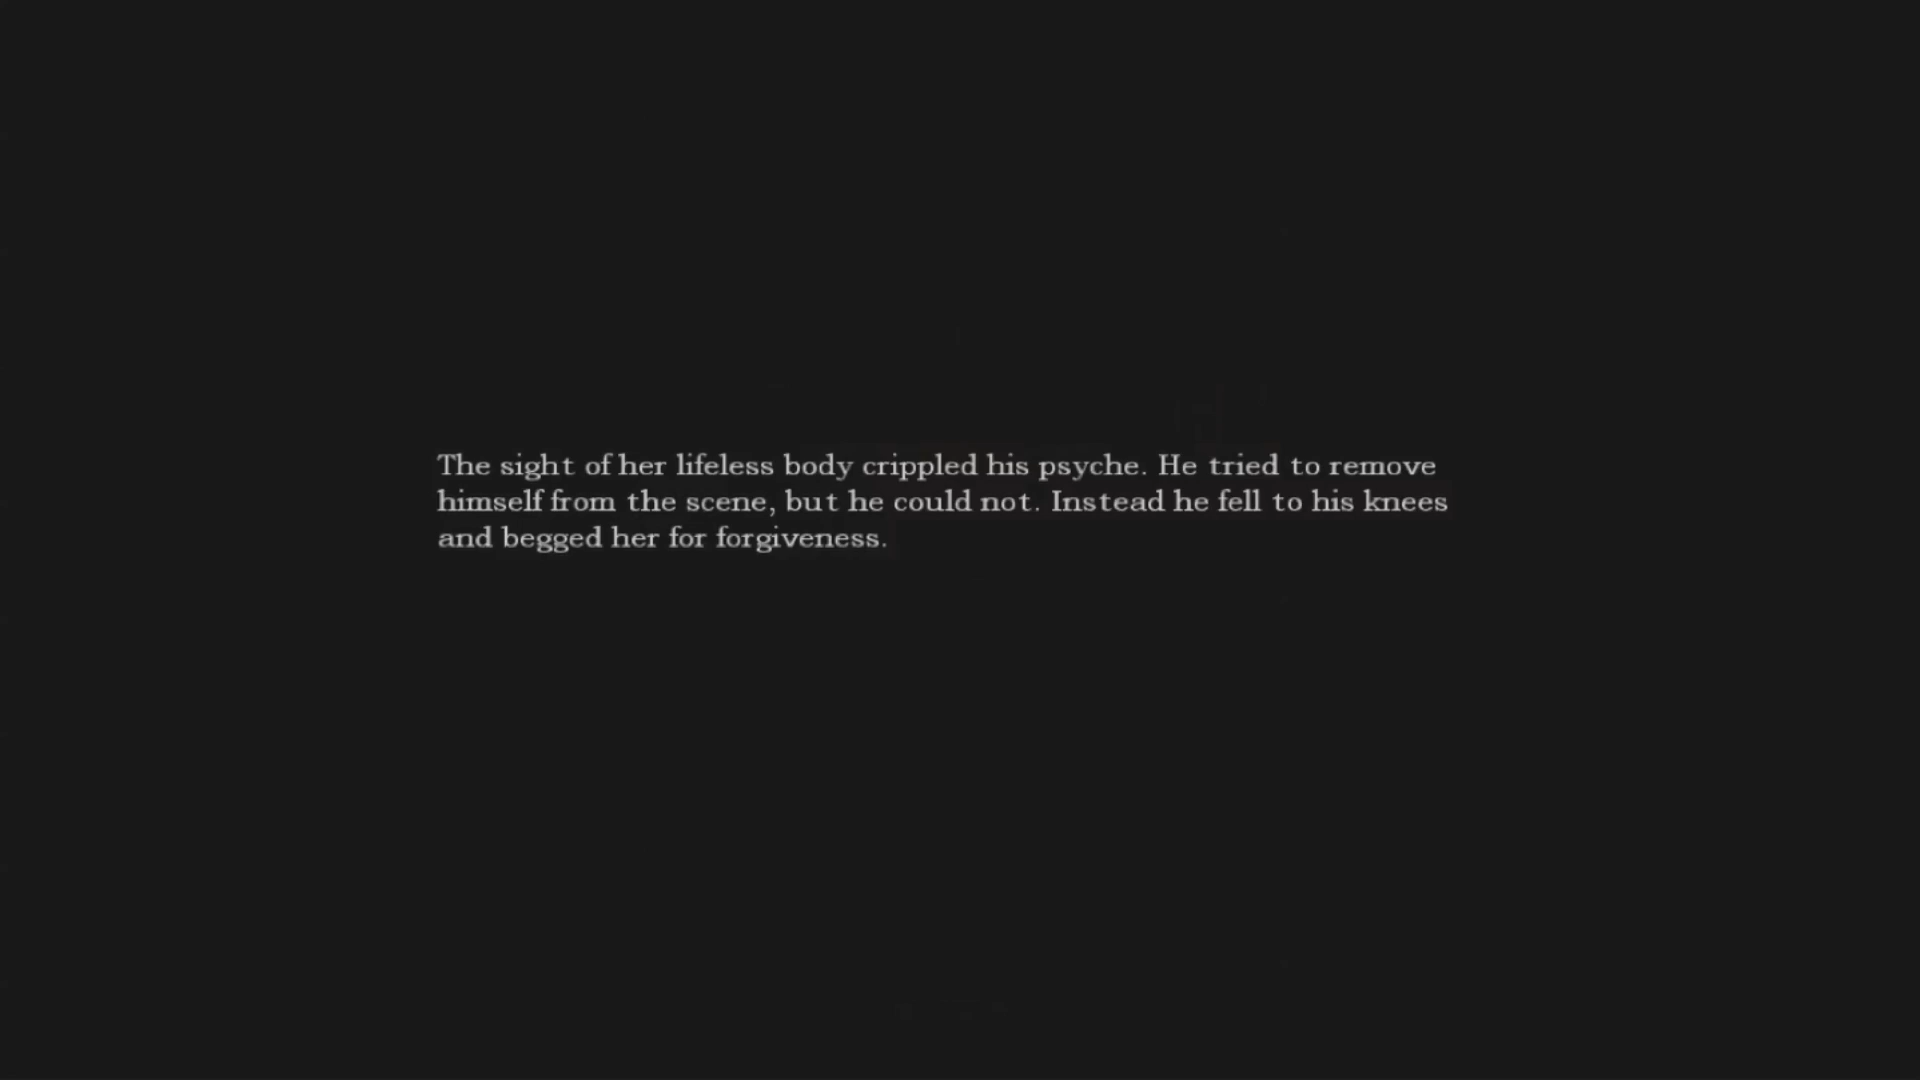 The sight of her lifeless body crippled his psyche. He tried to remove
himself from the scene, but he could not. Instead he fell to his knees
and begged her for forgiveness.